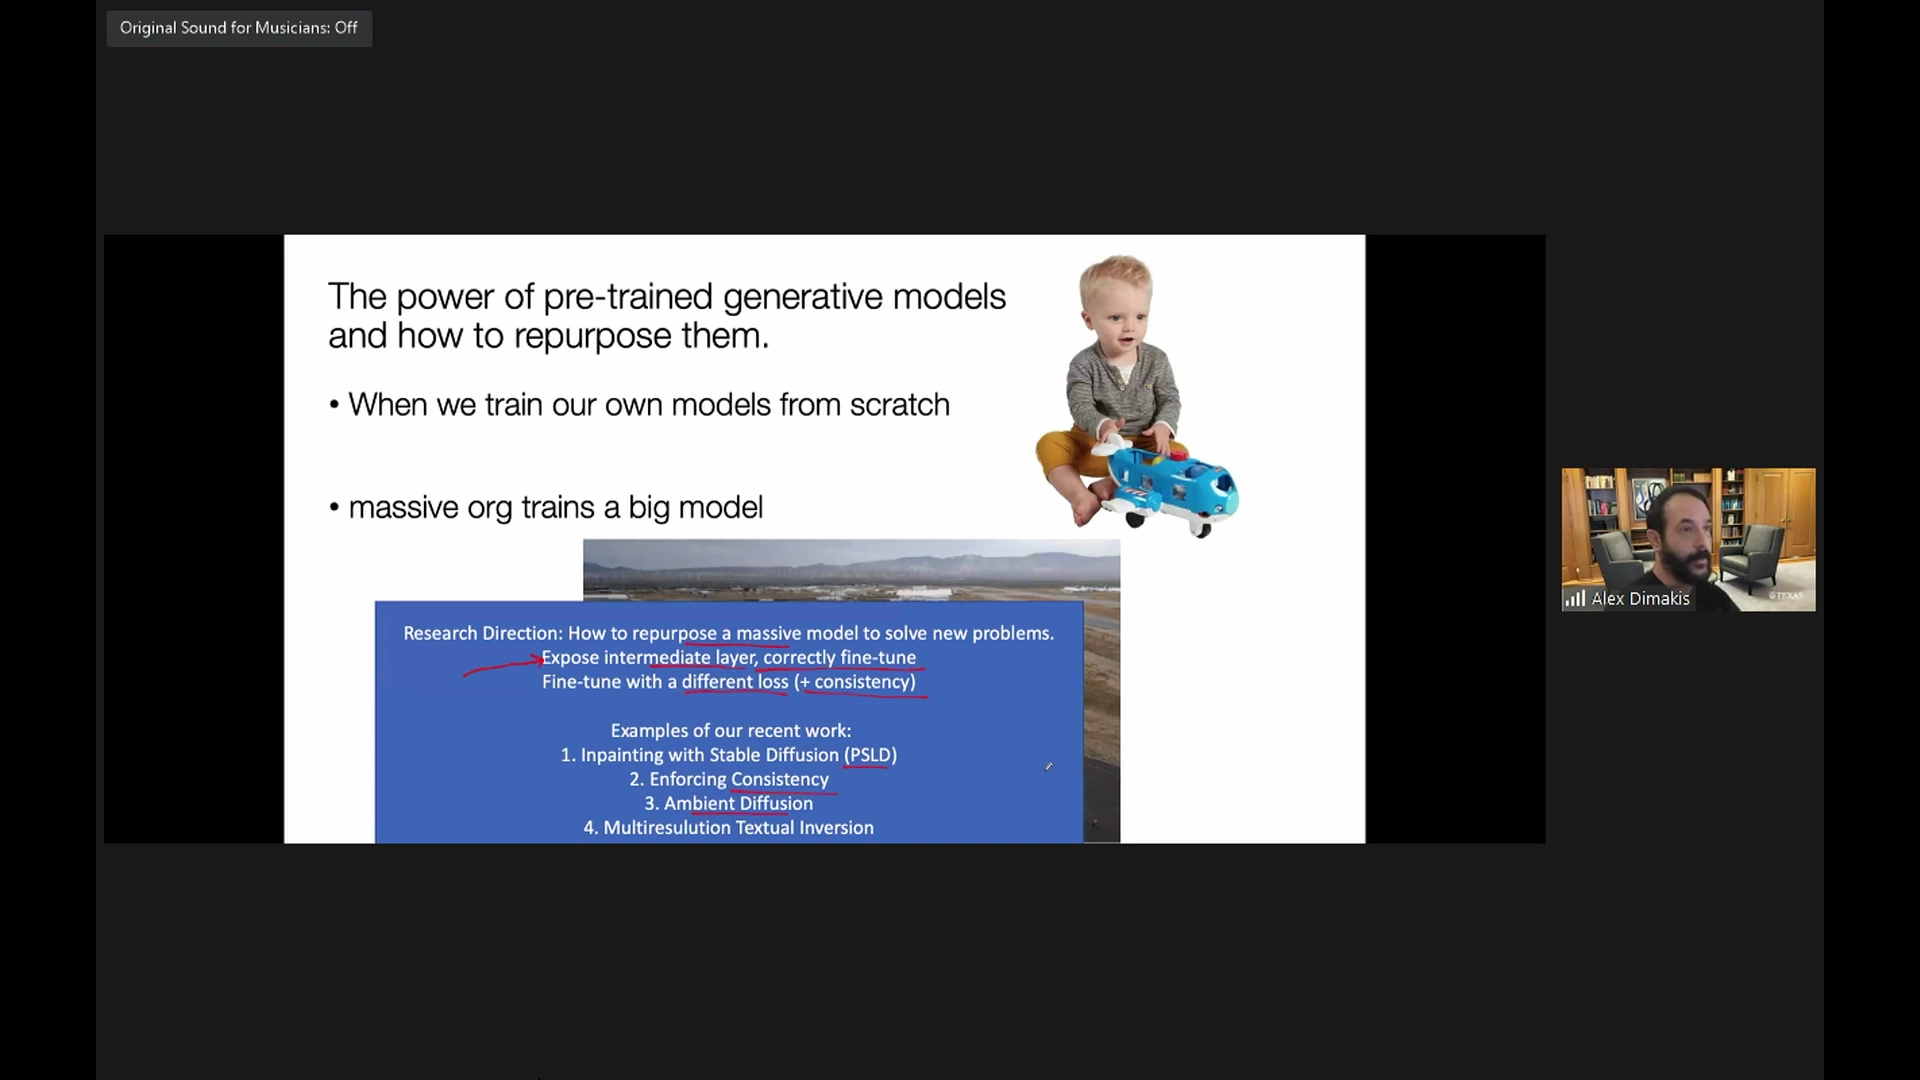 Original Sound for Musicians: Off
The power of pre-trained generative models
and how to repurpose them.
• When we train our own models from scratch
• massive org trains a big model
Research Direction: How to repurpose a massive model to solve new problems.
Expose intermediate layer, correctly fine-tune
Fine-tune with a different loss (+ consistency)
Examples of our recent work:
1. Inpainting with Stable Diffusion (PSLD)
2. Enforcing Consistency
3. Ambient Diffusion
4. Multiresulution Textual Inversion
Alex Dimakis
TEXAS